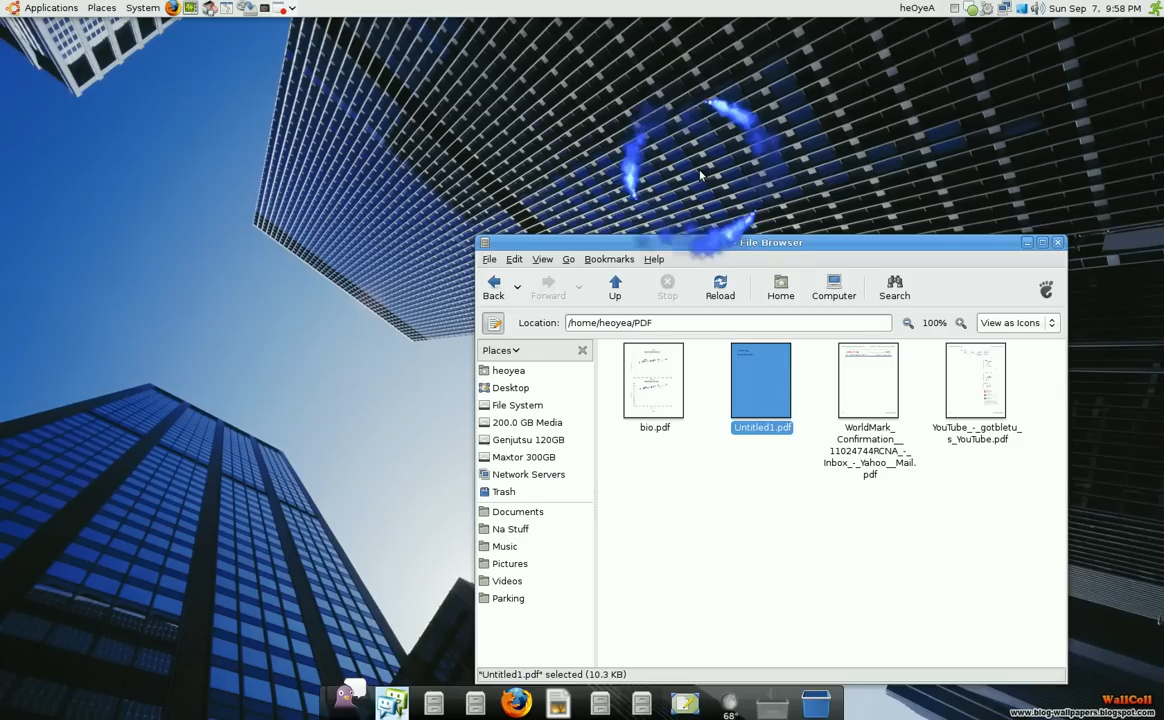 Applications Places System
heOyeA
Sun Sep 7, 9:58 PM
File Browser
File Edit View Go Bookmarks Help
Back Forward Up Stop Reload Home Computer Search
Location: /home/heoyea/PDF 100% View as Icons
Places
heoyea
Desktop
File System
200.0 GB Media
Genjutsu 120GB
Maxtor 300GB
Network Servers
Trash
Documents
Na Stuff
Music
Pictures
Videos
Parking
bio.pdf
Untitled1.pdf
WorldMark_
Confirmation__
11024744RCNA_-_
Inbox_-_Yahoo__Mail.
pdf
YouTube_-_gotbletu_
s_YouTube.pdf
"Untitled1.pdf" selected (10.3 KB)
68°
WallColl
www.blog-wallpapers.blogspot.com